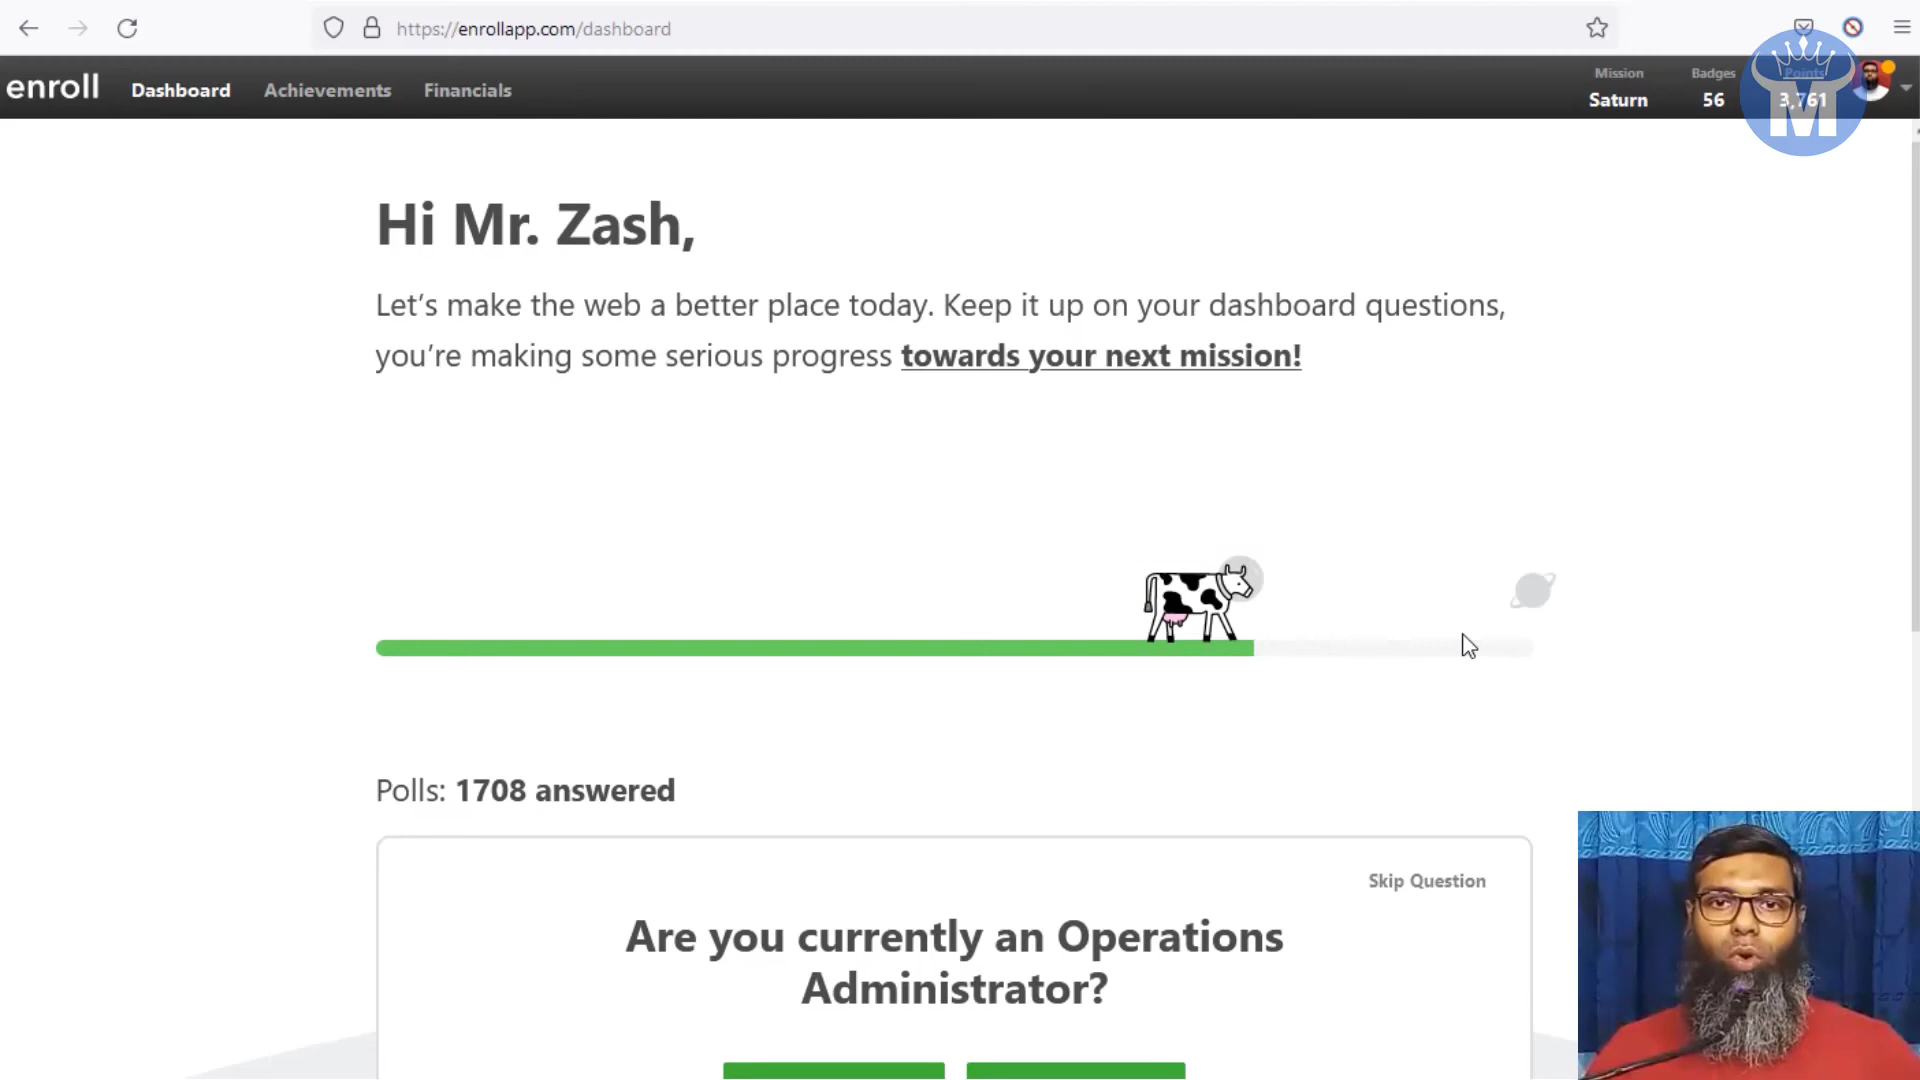 https://enrollapp.com/dashboard
enroll Dashboard Achievements Financials
Mission Badges Points
Saturn 56 3,761
M
Hi Mr. Zash,
Let's make the web a better place today. Keep it up on your dashboard questions,
you're making some serious progress towards your next mission!
Polls: 1708 answered
Skip Question
Are you currently an Operations
Administrator?